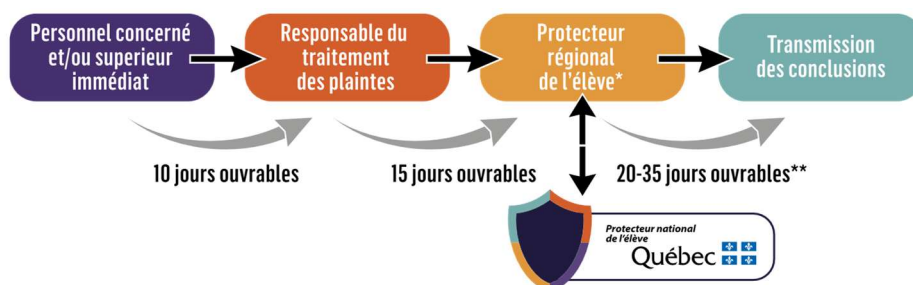 Personnel concerné
et/ou superieur
immédiat
Responsable du
traitement
des plaintes
Protecteur
régional
de l'élève*
Transmission
des conclusions
10 jours ouvrables
15 jours ouvrables
20-35 jours ouvrables**
Protecteur national
de l'élève
Québec